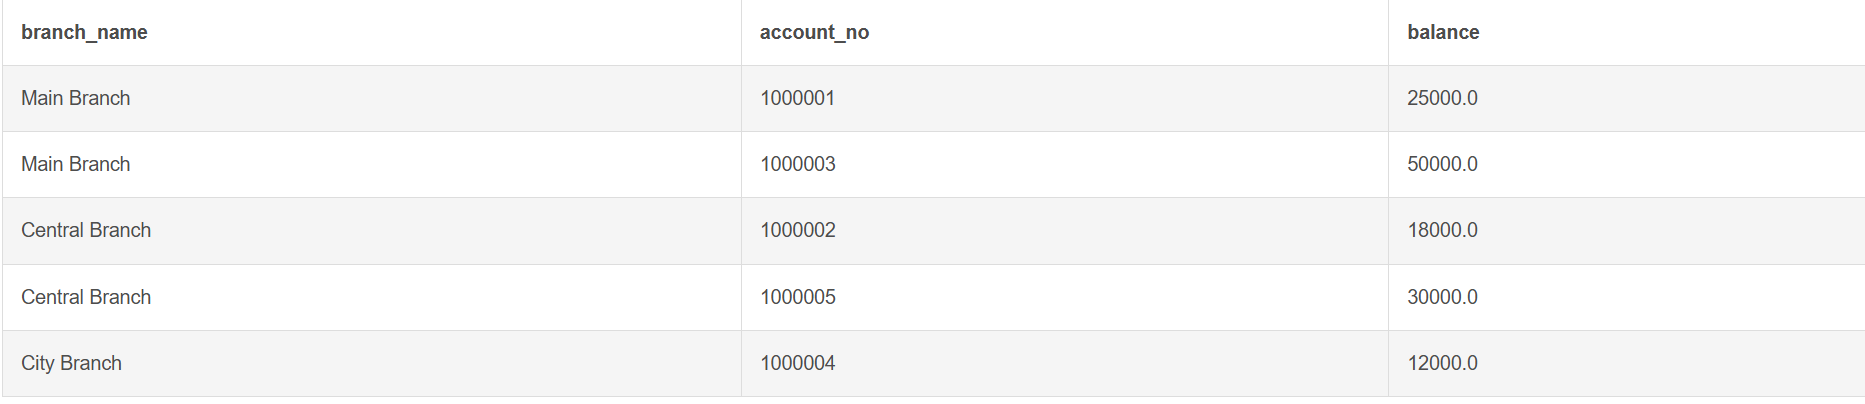 branch_name account_no balance
Main Branch 1000001 25000.0
Main Branch 1000003 50000.0
Central Branch 1000002 18000.0
Central Branch 1000005 30000.0
City Branch 1000004 12000.0